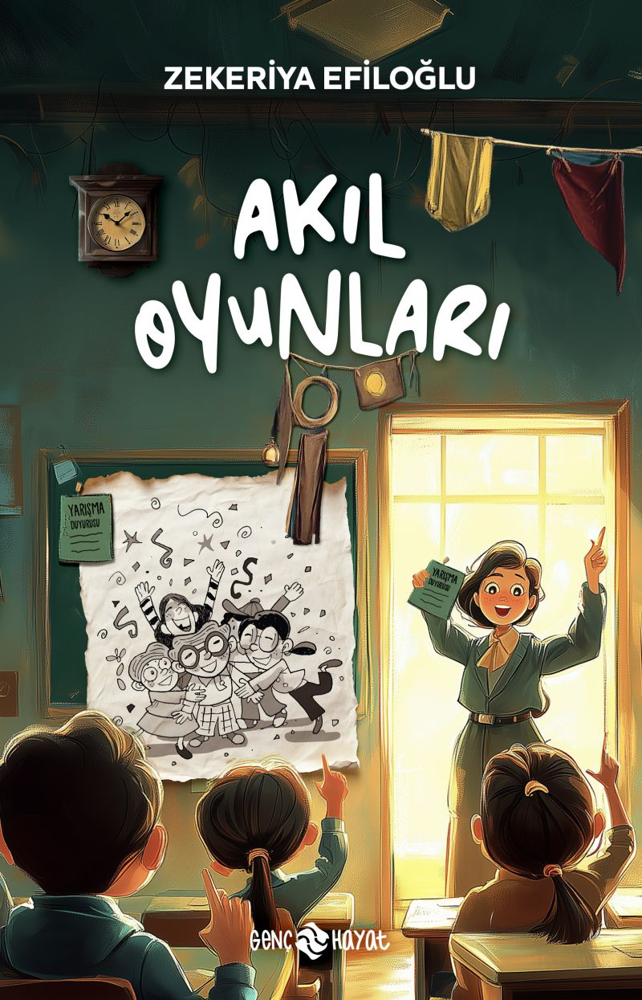 ZEKERİYA EFİLOĞLU
AKIL
OYUNLARI
YARIŞMA
DUYURUSU
YARIŞMA
DUYURUSU
GENÇ HAYAT